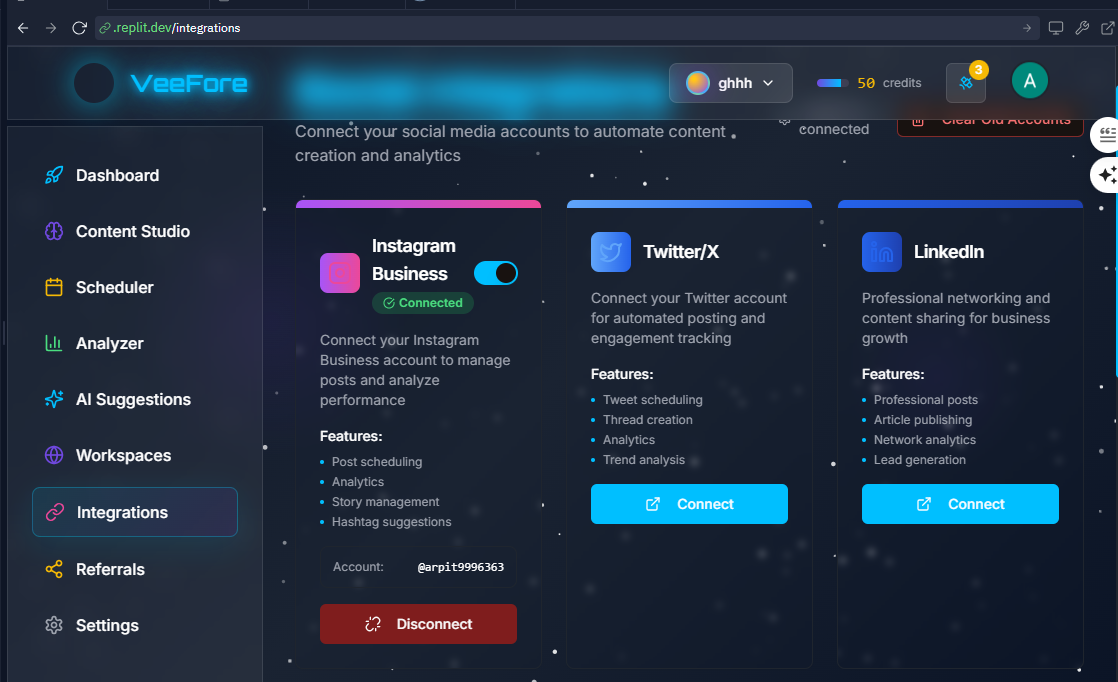 .replit.dev/integrations
VeeFore
ghhh
50 credits
3
A
Connect your social media accounts to automate content
creation and analytics
connected
Clear Old Accounts
Dashboard
Content Studio
Scheduler
Analyzer
AI Suggestions
Workspaces
Integrations
Referrals
Settings
Instagram
Business
Connected
Connect your Instagram
Business account to manage
posts and analyze
performance
Features:
Post scheduling
Analytics
Story management
Hashtag suggestions
Account: @arpit9996363
Disconnect
Twitter/X
Connect your Twitter account
for automated posting and
engagement tracking
Features:
Tweet scheduling
Thread creation
Analytics
Trend analysis
Connect
in
LinkedIn
Professional networking and
content sharing for business
growth
Features:
Professional posts
Article publishing
Network analytics
Lead generation
Connect